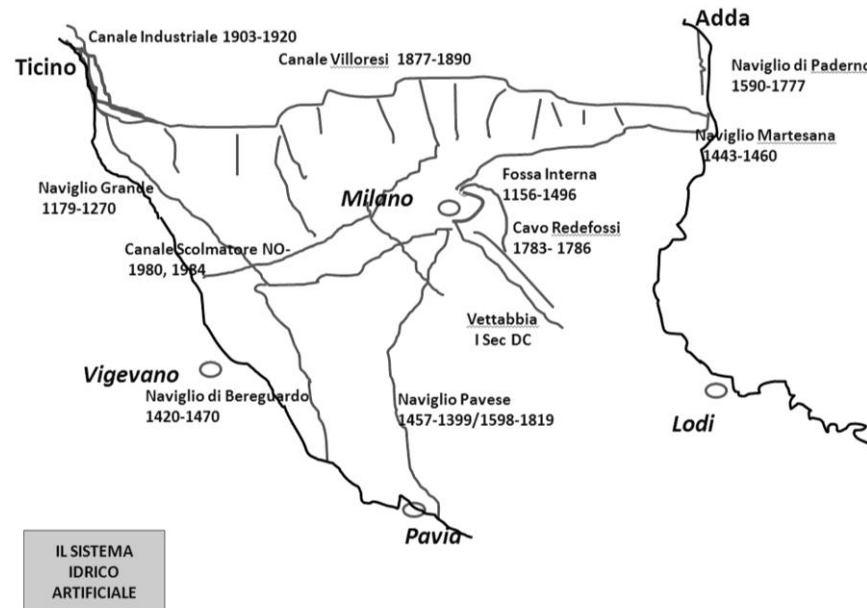 Adda
Canale Industriale 1903-1920
Ticino
Canale Villoresi 1877-1890
Naviglio di Paderno
1590-1777
Naviglio Martesana
1443-1460
Fossa Interna
1156-1496
Naviglio Grande
1179-1270
Milano
Cavo Redefossi
1783- 1786
Canale Scolmatore NO-
1980, 1984
Vettabbia
I Sec DC
Vigevano
Naviglio di Bereguardo
1420-1470
Naviglio Pavese
1457-1399/1598-1819
Lodi
Pavia
IL SISTEMA
IDRICO
ARTIFICIALE